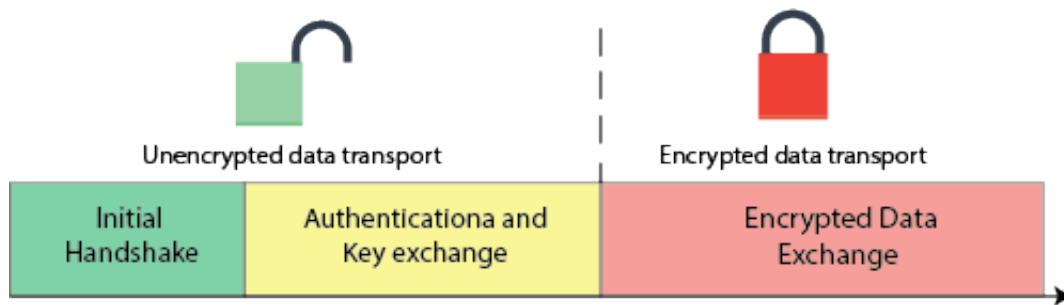 Unencrypted data transport
Encrypted data transport
Initial
Handshake
Authenticationa and
Key exchange
Encrypted Data
Exchange